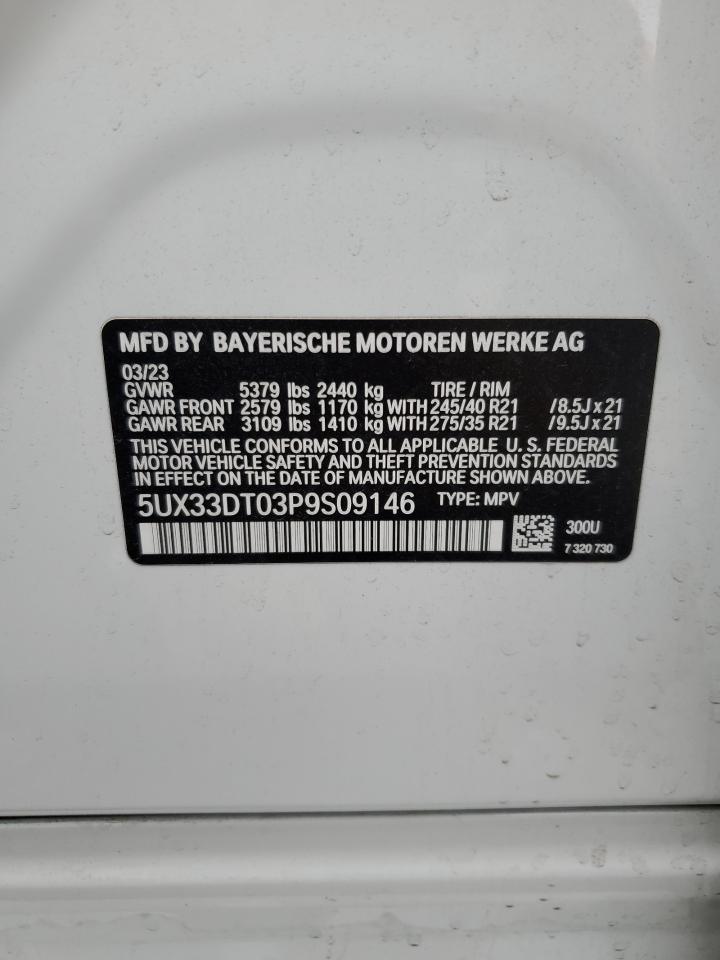 MFD BY BAYERISCHE MOTOREN WERKE AG
03/23
GVWR 5379 lbs 2440 kg TIRE / RIM
GAWR FRONT 2579 lbs 1170 kg WITH 245/40 R21 /8.5J x 21
GAWR REAR 3109 lbs 1410 kg WITH 275/35 R21 /9.5J x 21
THIS VEHICLE CONFORMS TO ALL APPLICABLE U. S. FEDERAL
MOTOR VEHICLE SAFETY AND THEFT PREVENTION STANDARDS
IN EFFECT ON THE DATE OF MANUFACTURE SHOWN ABOVE.
5UX33DT03P9S09146 TYPE: MPV
300U
7 320 730